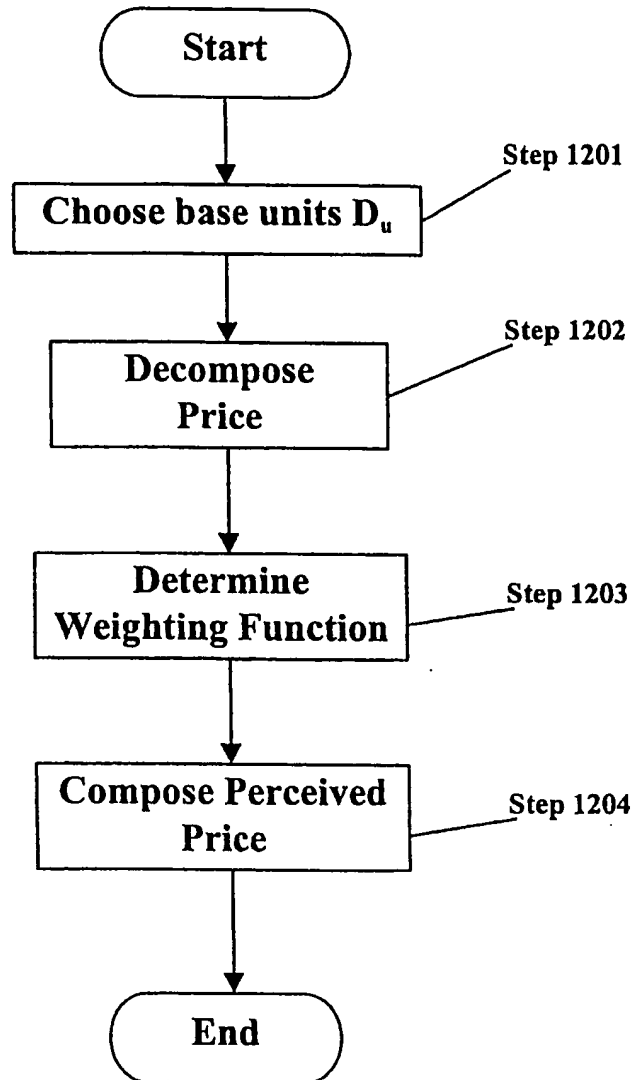 Start
Step 1201
Choose base units Du
Step 1202
Decompose
Price
Determine
Weighting Function
Step 1203
Compose Perceived
Price
Step 1204
End